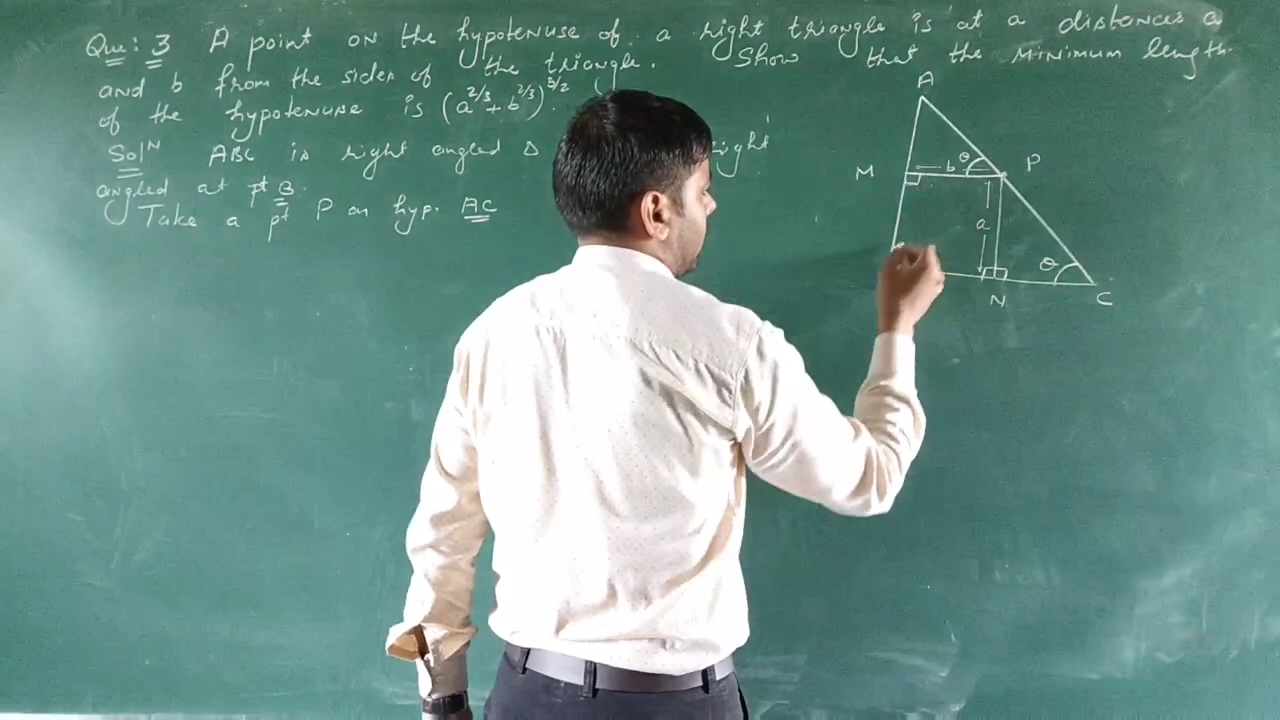 Que: 3 A point on the hypotenuse of a right triangle is at a distances a
and b from the sides of the triangle. Show that the minimum length
of the hypotenuse is (a^2/3 + b^2/3)^3/2.
Sol^N ABC is right angled Δ right
angled at pt B.
Take a pt P on hyp. AC
A
M b θ P
a
θ
N C